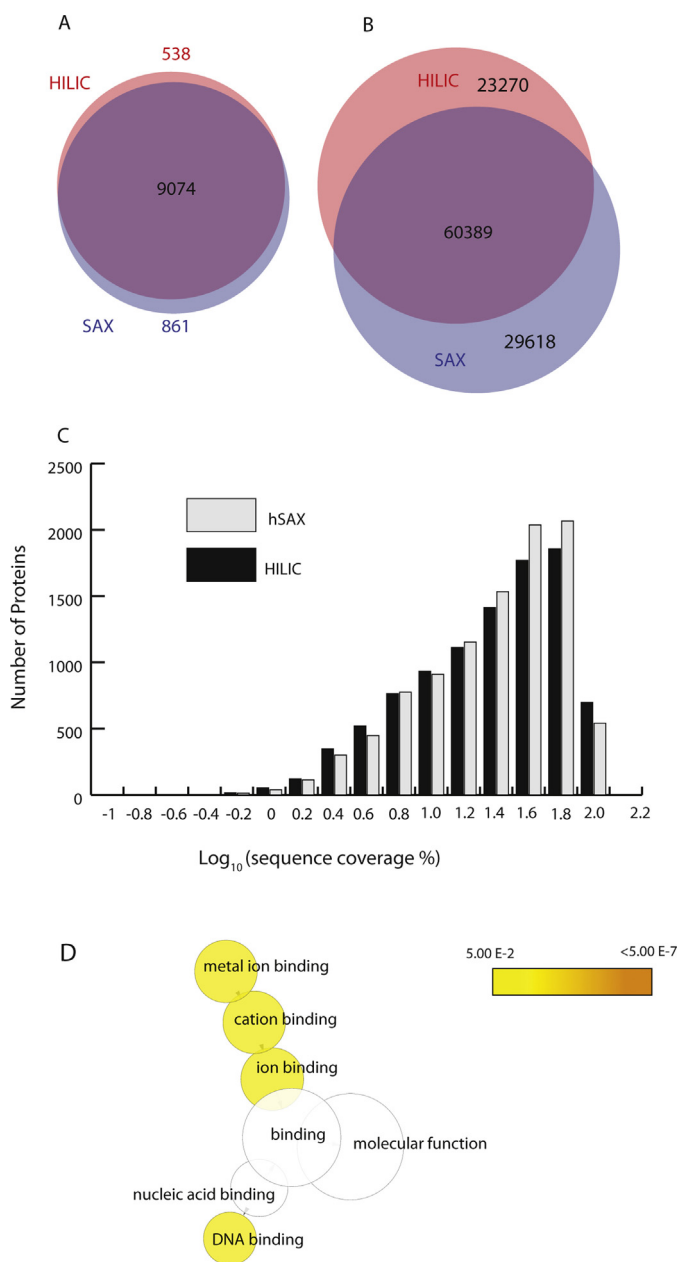 A
538
HILIC
9074
SAX 861
B
HILIC 23270
60389
29618
SAX
C
2500
2000
1500
1000
500
0
Number of Proteins
hSAX
HILIC
-1 -0.8 -0.6 -0.4 -0.2 0 0.2 0.4 0.6 0.8 1.0 1.2 1.4 1.6 1.8 2.0 2.2
Log10 (sequence coverage %)
D
5.00 E-2 <5.00 E-7
metal ion binding
cation binding
ion binding
binding
molecular function
nucleic acid binding
DNA binding